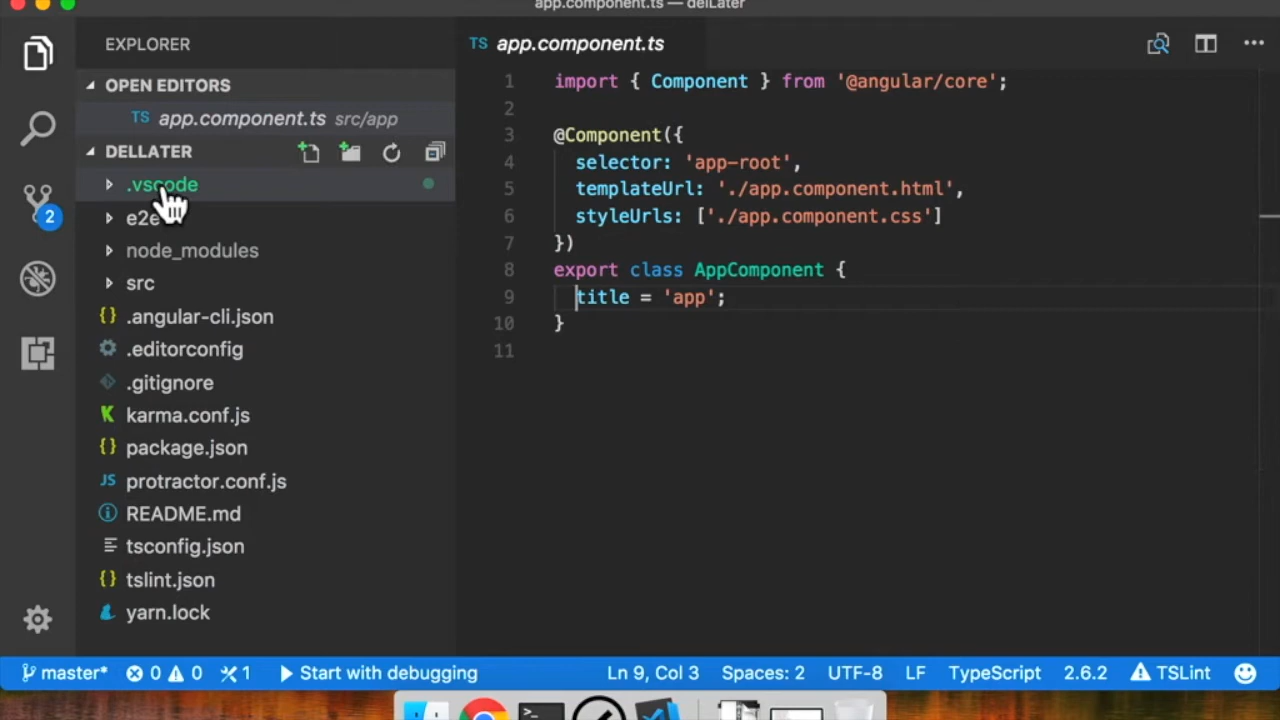 app.component.ts — delLater
EXPLORER
OPEN EDITORS
TS app.component.ts src/app
DELLATER
.vscode
e2e
node_modules
src
{} .angular-cli.json
.editorconfig
.gitignore
K karma.conf.js
{} package.json
JS protractor.conf.js
README.md
tsconfig.json
{} tslint.json
yarn.lock
2
TS app.component.ts
1 import { Component } from '@angular/core';
2
3 @Component({
4 selector: 'app-root',
5 templateUrl: './app.component.html',
6 styleUrls: ['./app.component.css']
7 })
8 export class AppComponent {
9 title = 'app';
10 }
11
master* 0 0 1 Start with debugging Ln 9, Col 3 Spaces: 2 UTF-8 LF TypeScript 2.6.2 TSLint